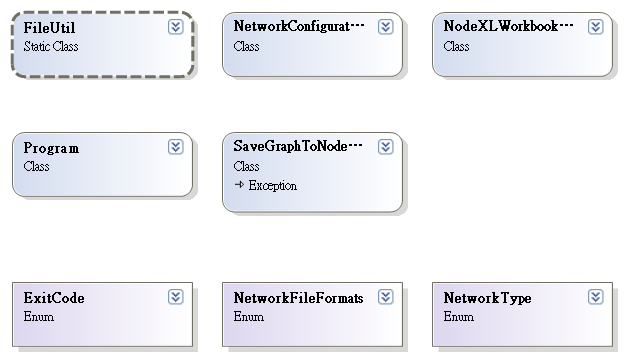 FileUtil
Static Class
NetworkConfigurat···
Class
NodeXLWorkbook···
Class
Program
Class
SaveGraphToNode···
Class
Exception
ExitCode
Enum
NetworkFileFormats
Enum
NetworkType
Enum